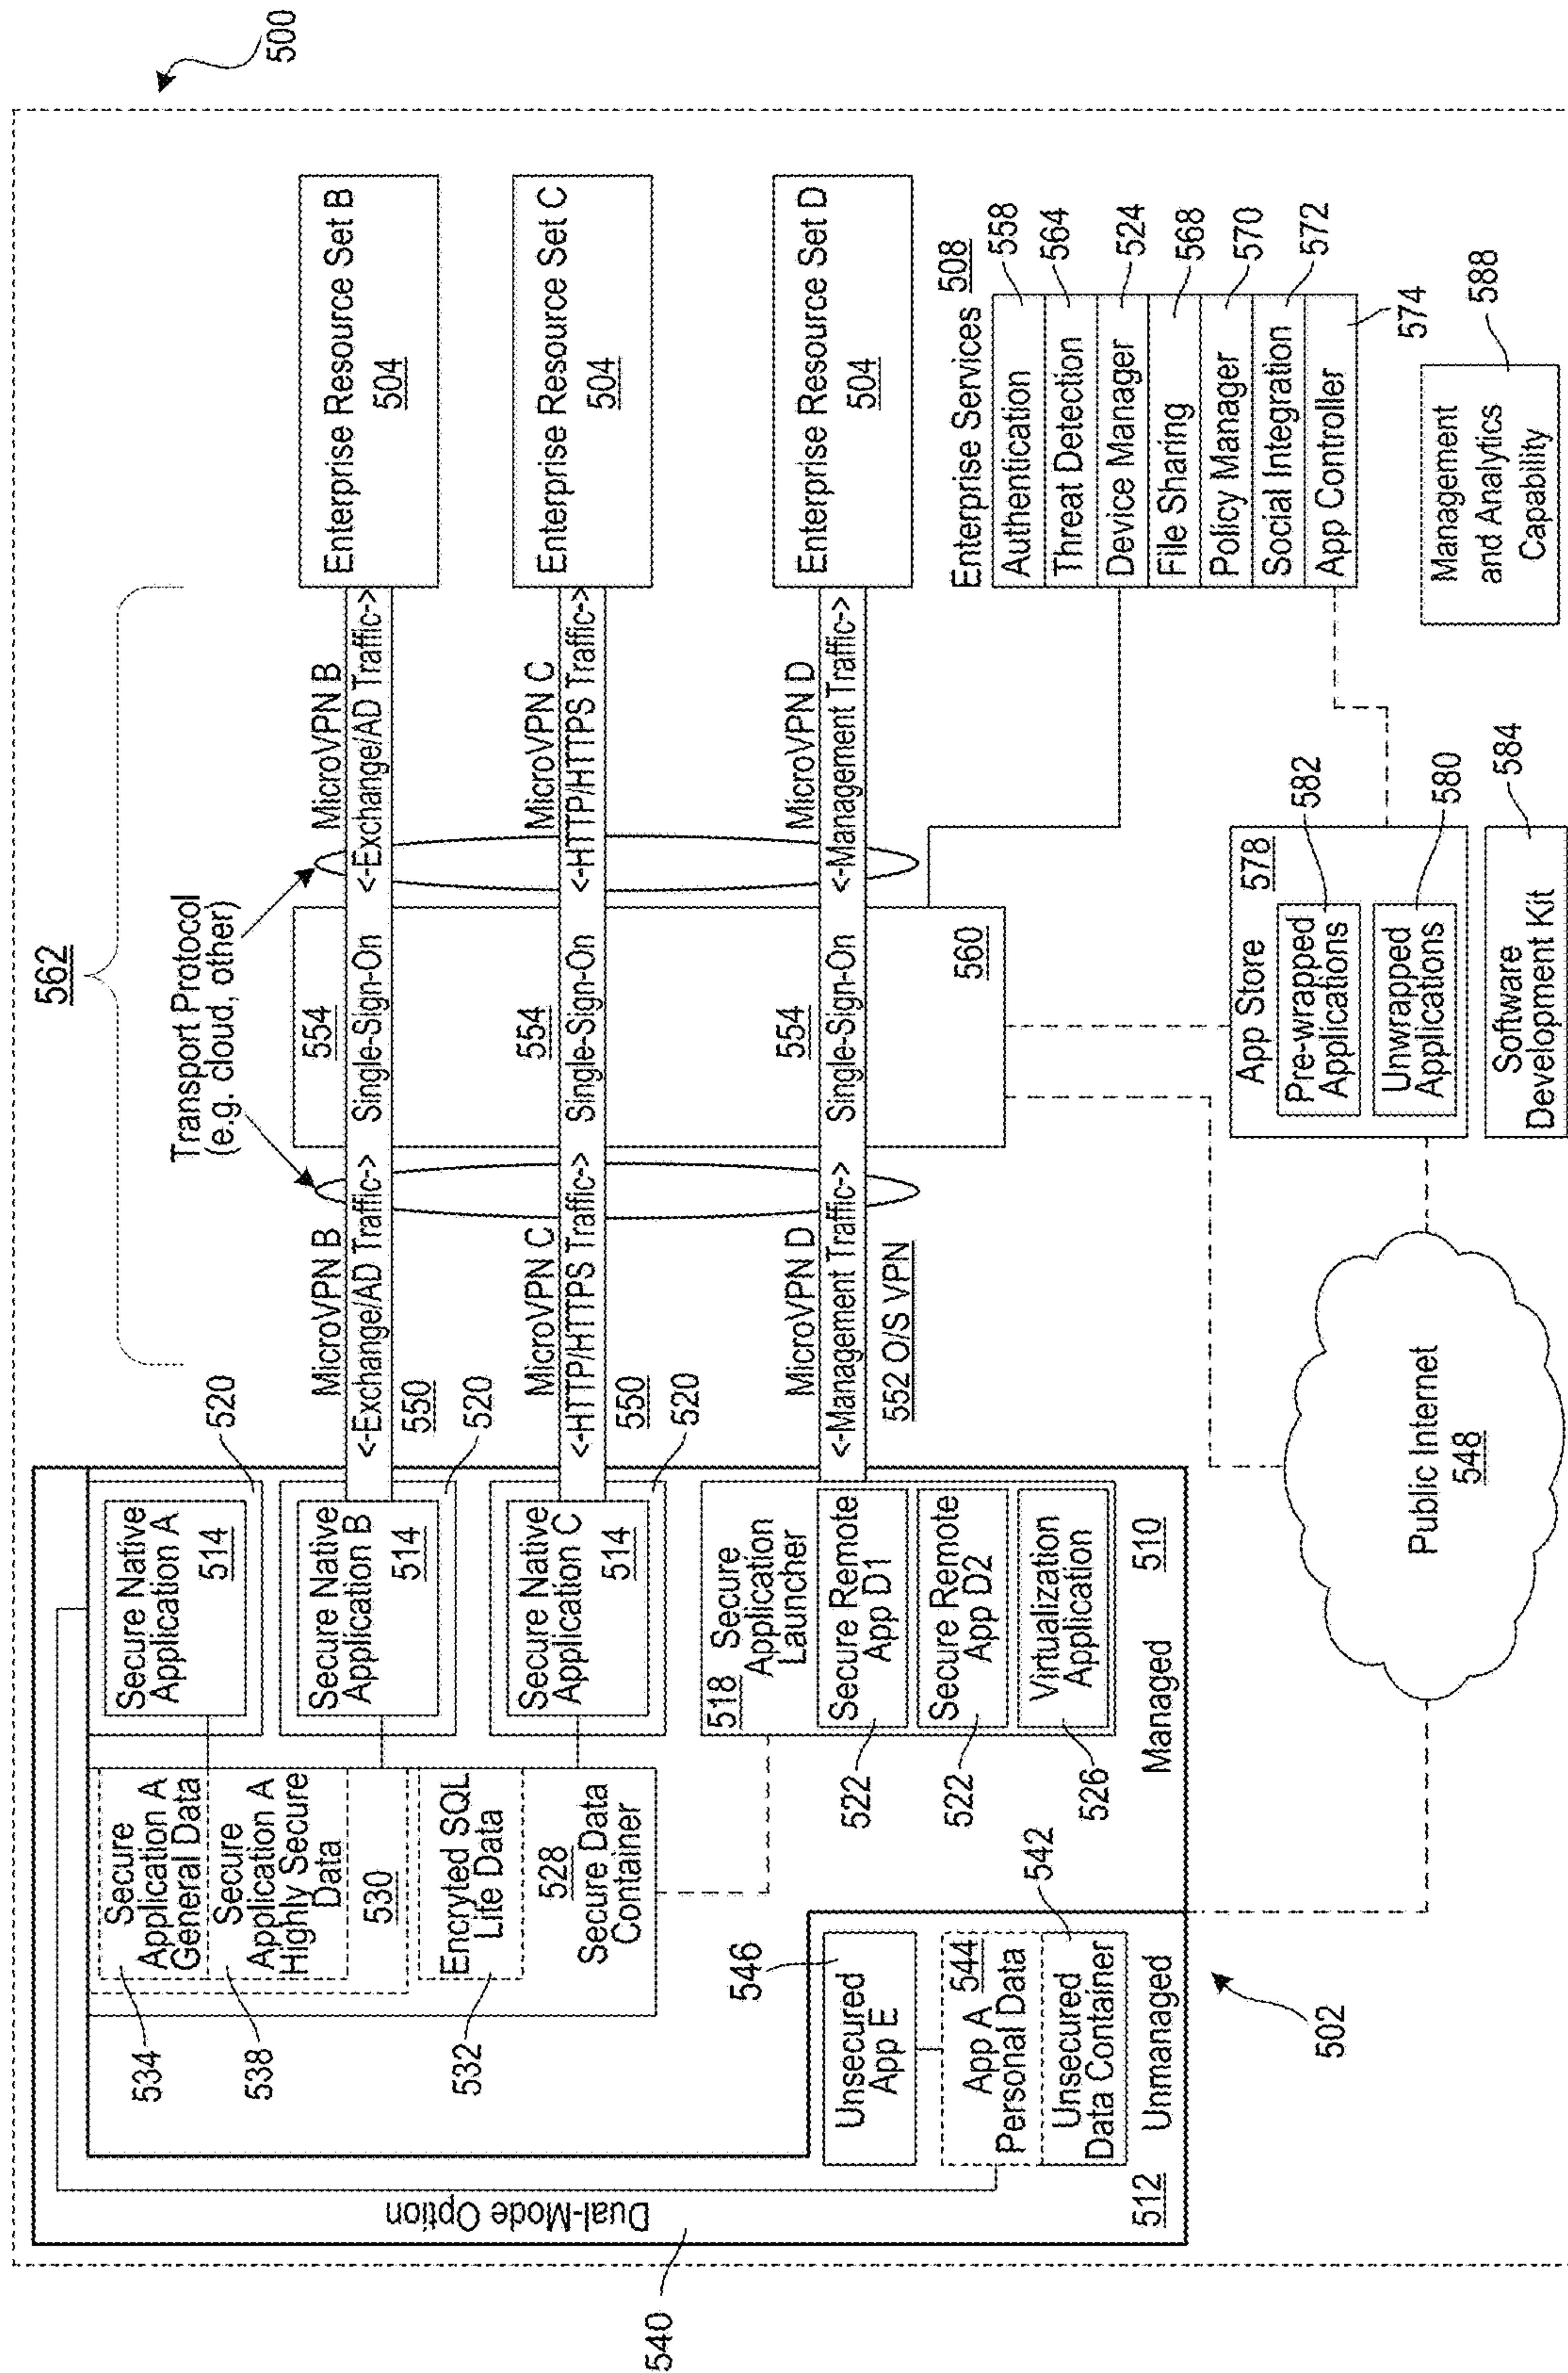 500
562
Transport Protocol
(e.g. cloud, other)
540
Dual-Mode Option
534
538
532
Secure
Application A
General Data
Secure
Application A
Highly Secure
Data
530
Encryted SQL
Life Data
528
Secure Data
Container
Secure Native
Application A
514
520
Secure Native
Application B
514
520
Secure Native
Application C
514
520
518
Secure
Application
Launcher
Secure Remote
App D1
Secure Remote
App D2
Virtualization
Application
522
522
526
Managed
510
546
Unsecured
App E
544
App A
Personal Data
542
Unsecured
Data Container
Unmanaged
512
502
MicroVPN B
<-Exchange/AD Traffic->
550
MicroVPN C
<-HTTP/HTTPS Traffic->
550
MicroVPN D
<-Management Traffic->
552 O/S VPN
554
Single-Sign-On
554
Single-Sign-On
554
Single-Sign-On
560
MicroVPN B
<-Exchange/AD Traffic->
MicroVPN C
<-HTTP/HTTPS Traffic->
MicroVPN D
<-Management Traffic->
Enterprise Resource Set B
504
Enterprise Resource Set C
504
Enterprise Resource Set D
504
Enterprise Services
508
Authentication
558
Threat Detection
564
Device Manager
524
File Sharing
568
Policy Manager
570
Social Integration
572
App Controller
574
Public Internet
548
App Store
578
Pre-wrapped
Applications
582
Unwrapped
Applications
580
Software
Development Kit
584
Management
and Analytics
Capability
588